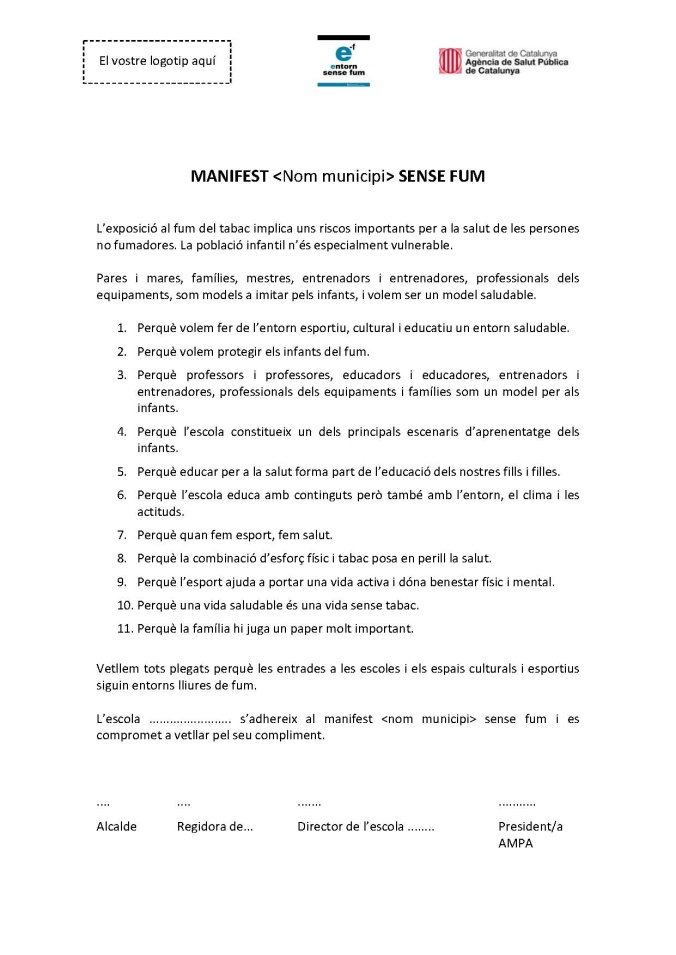 El vostre logotip aquí
e-f
entorn
sense fum
Generalitat de Catalunya
Agència de Salut Pública
de Catalunya
MANIFEST <Nom municipi> SENSE FUM
L’exposició al fum del tabac implica uns riscos importants per a la salut de les persones
no fumadores. La població infantil n’és especialment vulnerable.
Pares i mares, famílies, mestres, entrenadors i entrenadores, professionals dels
equipaments, som models a imitar pels infants, i volem ser un model saludable.
1. Perquè volem fer de l’entorn esportiu, cultural i educatiu un entorn saludable.
2. Perquè volem protegir els infants del fum.
3. Perquè professors i professores, educadors i educadores, entrenadors i
entrenadores, professionals dels equipaments i famílies som un model per als
infants.
4. Perquè l’escola constitueix un dels principals escenaris d’aprenentatge dels
infants.
5. Perquè educar per a la salut forma part de l’educació dels nostres fills i filles.
6. Perquè l’escola educa amb continguts però també amb l’entorn, el clima i les
actituds.
7. Perquè quan fem esport, fem salut.
8. Perquè la combinació d’esforç físic i tabac posa en perill la salut.
9. Perquè l’esport ajuda a portar una vida activa i dóna benestar físic i mental.
10. Perquè una vida saludable és una vida sense tabac.
11. Perquè la família hi juga un paper molt important.
Vetllem tots plegats perquè les entrades a les escoles i els espais culturals i esportius
siguin entorns lliures de fum.
L’escola ........................ s’adhereix al manifest <nom municipi> sense fum i es
compromet a vetllar pel seu compliment.
.... .... ....... ...........
Alcalde Regidora de... Director de l’escola ........ President/a
AMPA